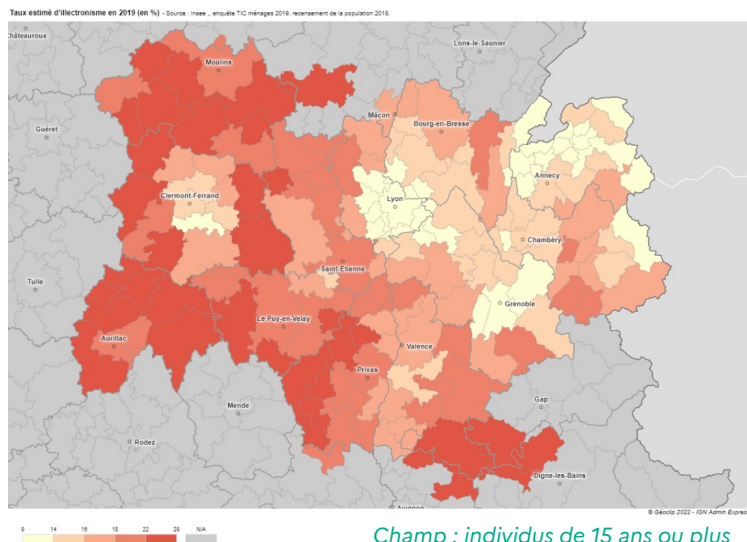 Taux estimé d'illectronisme en 2019 (en %) - Source : Insee ., enquête TIC ménages 2019, recensement de la population 2018.
Châteauroux
Lons-le-Saunier
Moulins
Mâcon
Bourg-en-Bresse
Guéret
Annecy
Clermont-Ferrand
Lyon
Chambéry
Saint-Etienne
Tulle
Grenoble
Le Puy-en-Velay
Aurillac
Valence
Privas
Mende
Gap
Rodez
Digne-les-Bains
Avignon
© Géoclip 2022 - IGN Admin Expres
9 14 16 18 22 29 N/A
Champ : individus de 15 ans ou plus